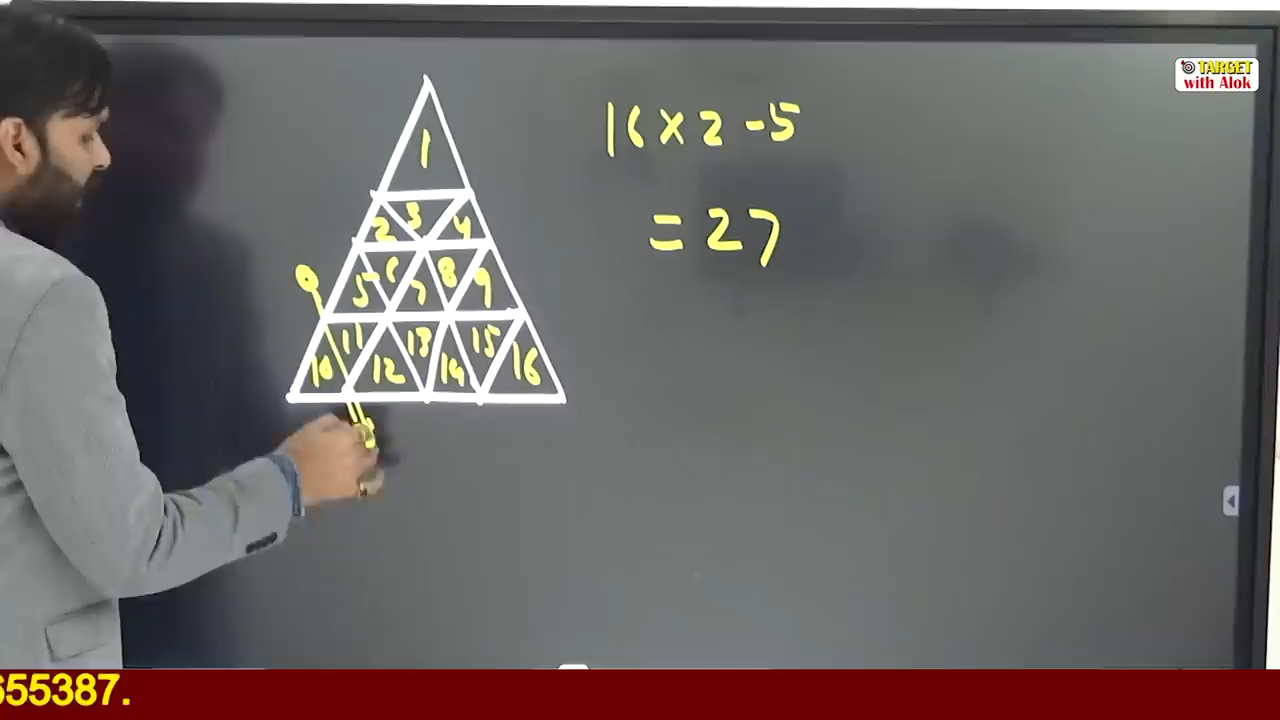 TARGET
with Alok
16 × 2 - 5
= 27
1
2 3 4
5 6 7 8 9
10 11 12 13 14 15 16
655387.